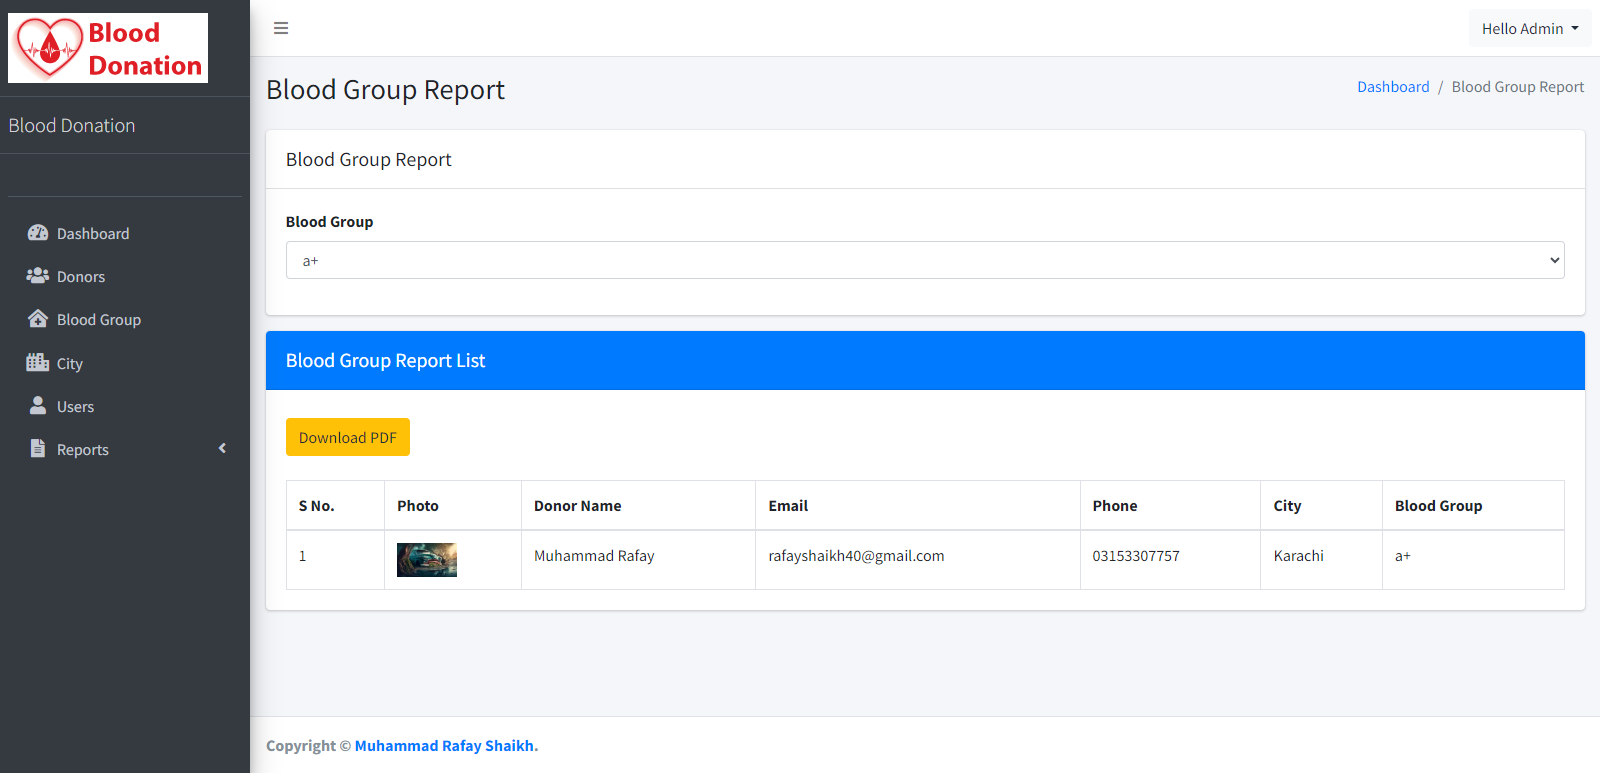 Blood
Donation
Hello Admin
Blood Donation
Dashboard
Donors
Blood Group
City
Users
Reports
Blood Group Report
Dashboard / Blood Group Report
Blood Group Report
Blood Group
a+
Blood Group Report List
Download PDF
S No. Photo Donor Name Email Phone City Blood Group
1 Muhammad Rafay rafayshaikh40@gmail.com 03153307757 Karachi a+
Copyright © Muhammad Rafay Shaikh.